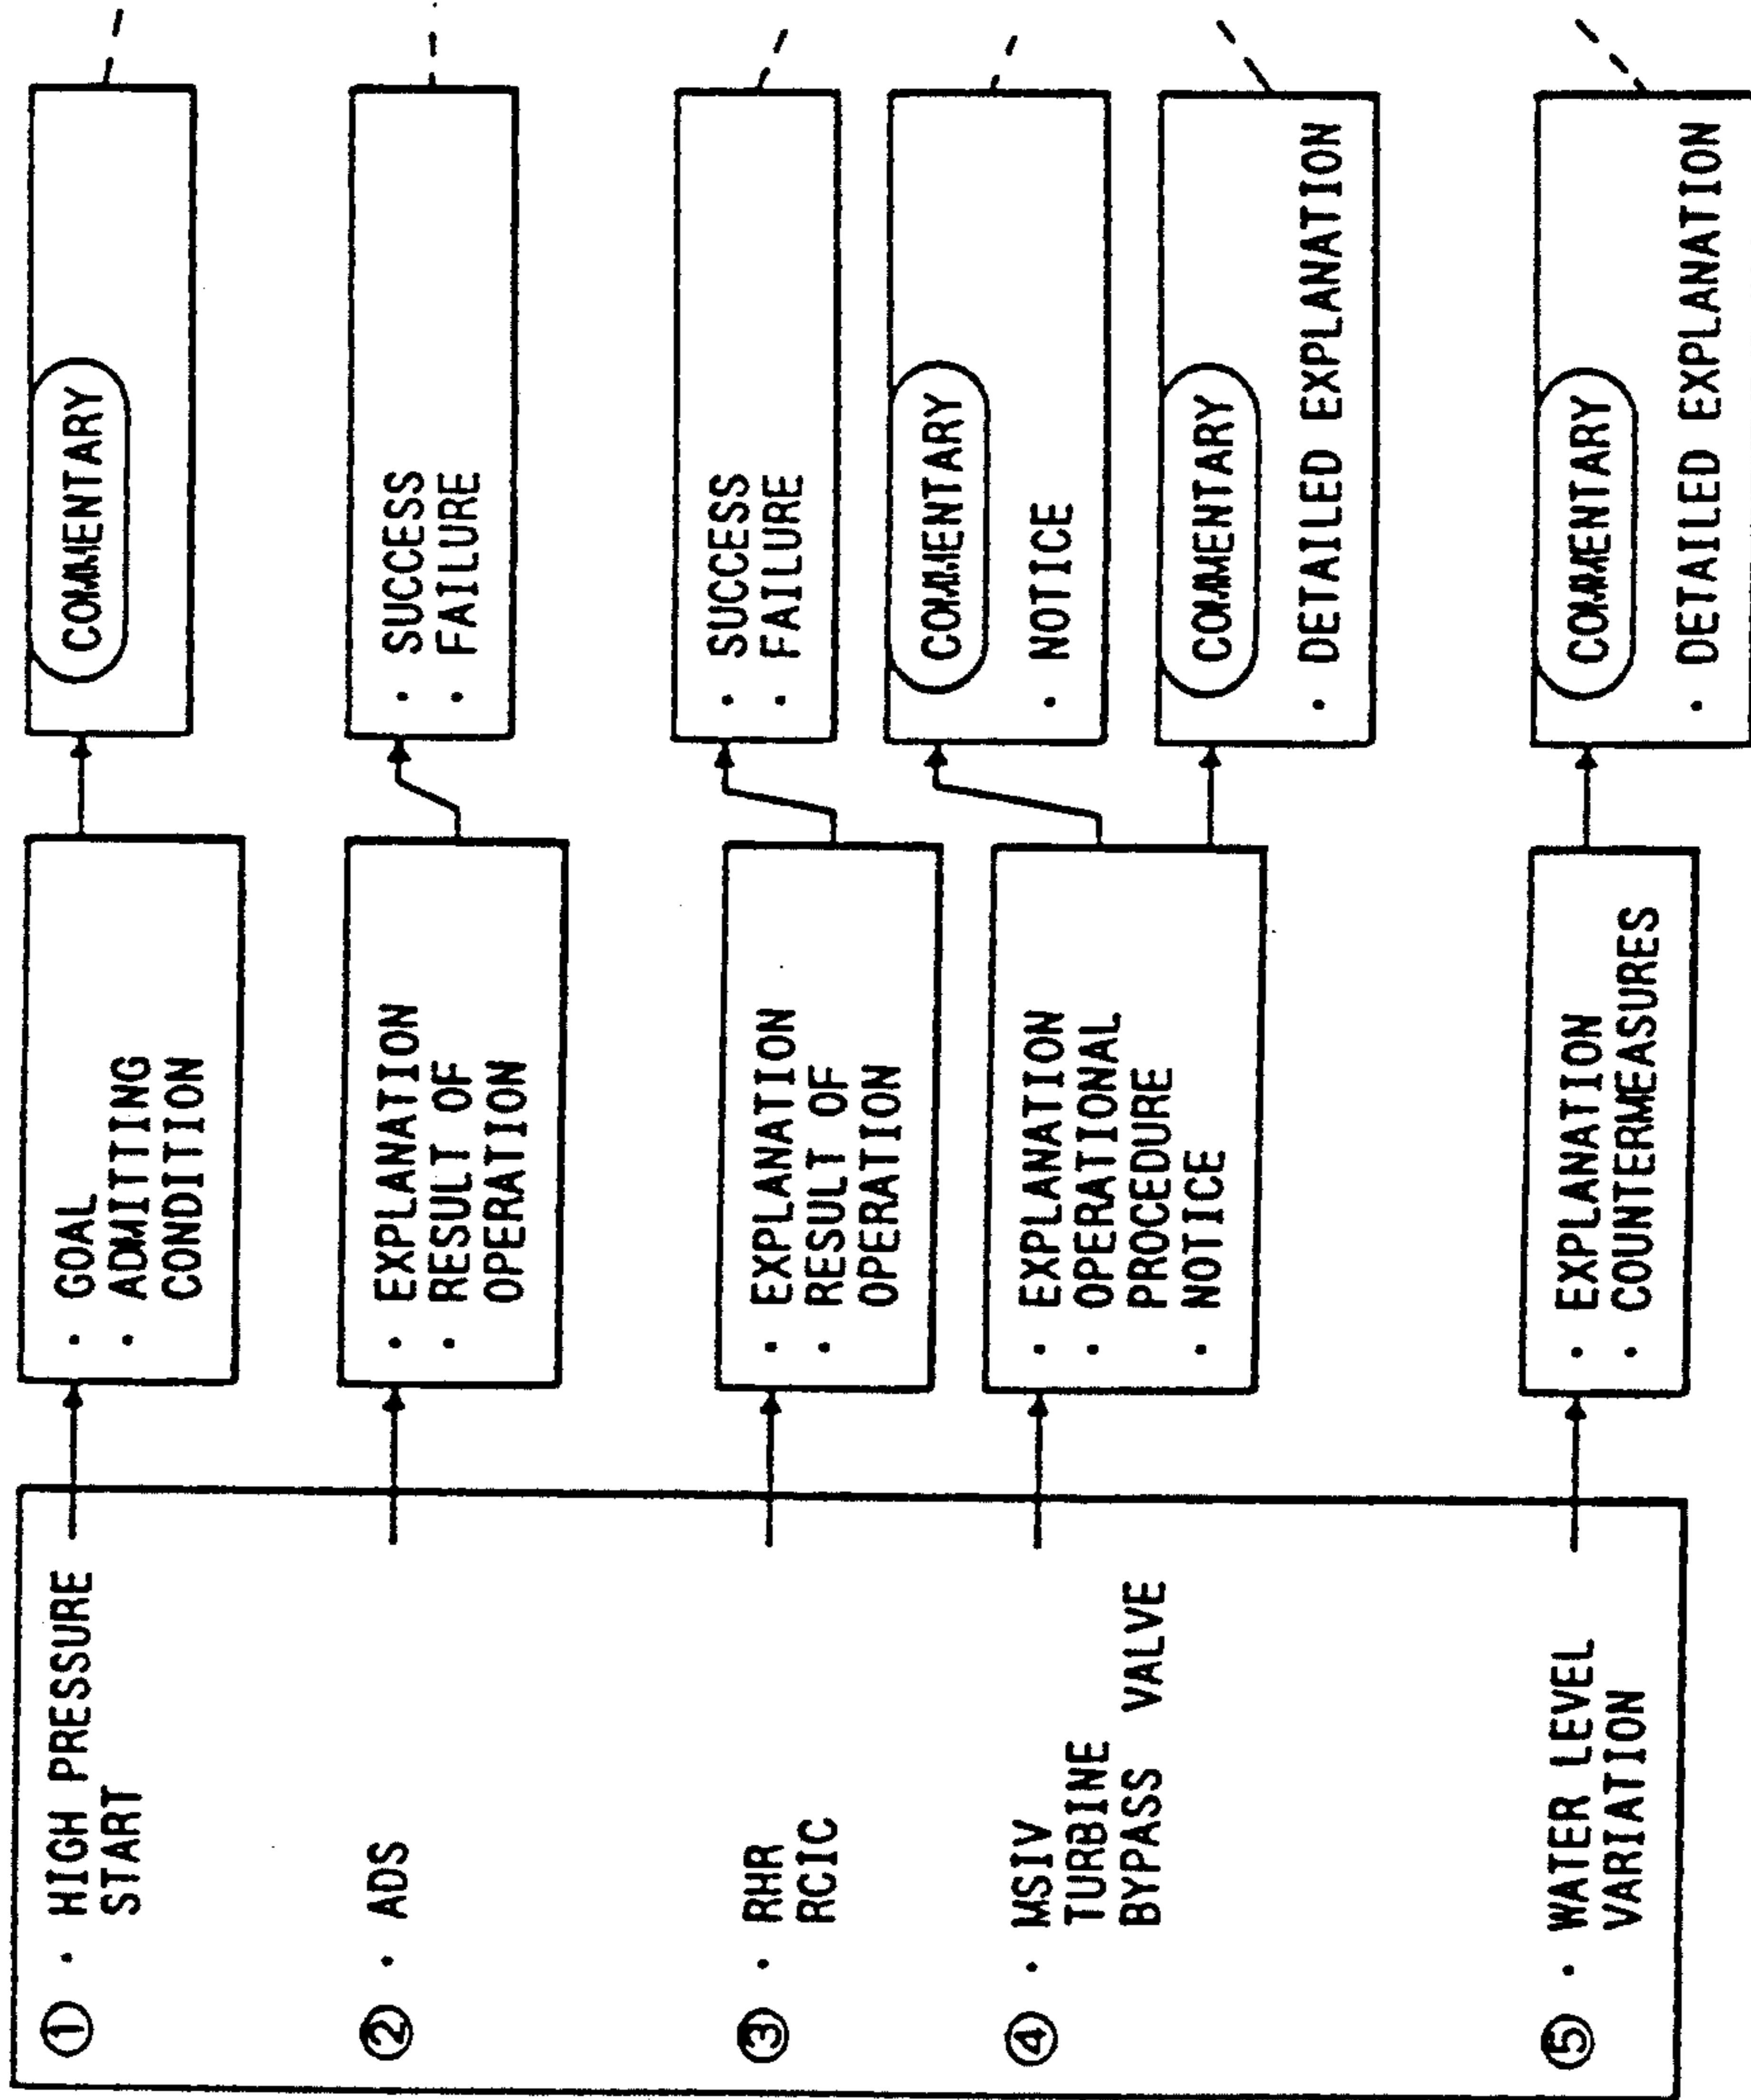 ① · HIGH PRESSURE
START
② · ADS
③ · RHR
RCIC
④ · MSIV
TURBINE
BYPASS VALVE
⑤ · WATER LEVEL
VARIATION
· GOAL
· ADMITTING
CONDITION
· EXPLANATION
· RESULT OF
OPERATION
· EXPLANATION
· RESULT OF
OPERATION
· EXPLANATION
· OPERATIONAL
PROCEDURE
· NOTICE
· EXPLANATION
· COUNTERMEASURES
COMMENTARY
· SUCCESS
· FAILURE
· SUCCESS
· FAILURE
COMMENTARY
· NOTICE
COMMENTARY
· DETAILED EXPLANATION
COMMENTARY
· DETAILED EXPLANATION